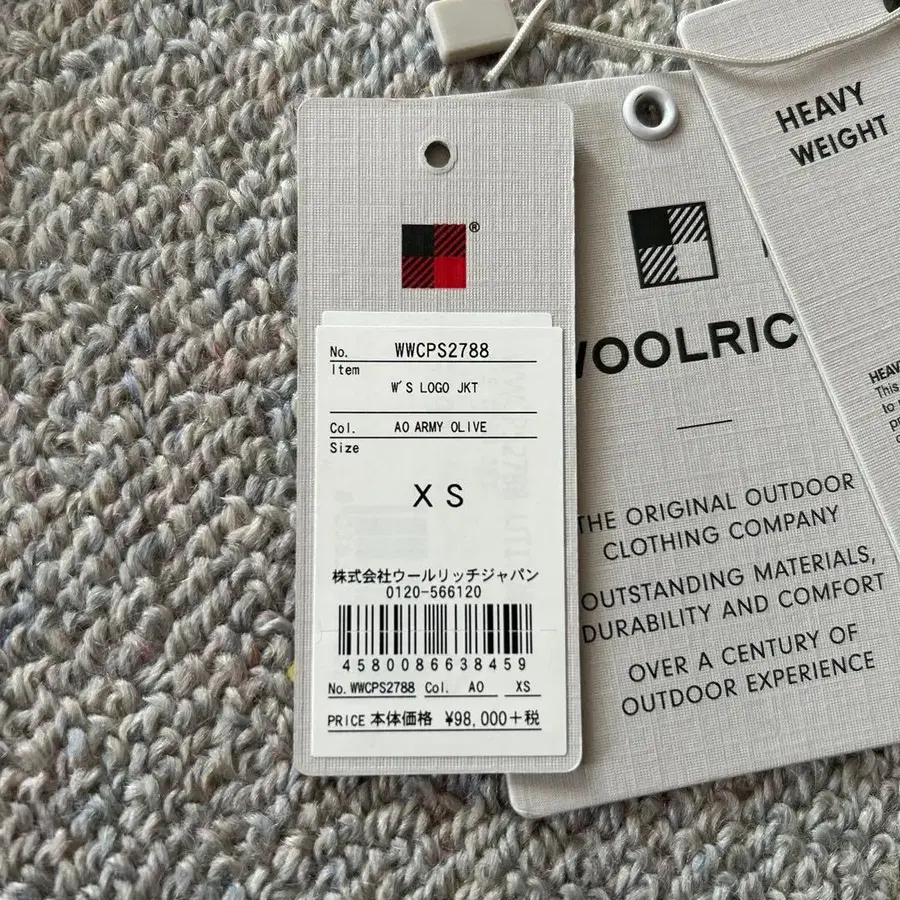 ®
No. WWCPS2788
Item
W'S LOGO JKT
Col. AO ARMY OLIVE
Size
XS
株式会社ウールリッチジャパン
0120-566120
4580086638459
No. WWCPS2788 Col. AO XS
PRICE 本体価格 ¥98,000+税
WOOLRIC
THE ORIGINAL OUTDOOR
CLOTHING COMPANY
OUTSTANDING MATERIALS,
DURABILITY AND COMFORT
OVER A CENTURY OF
OUTDOOR EXPERIENCE
HEAVY
WEIGHT
HEAV
This
to